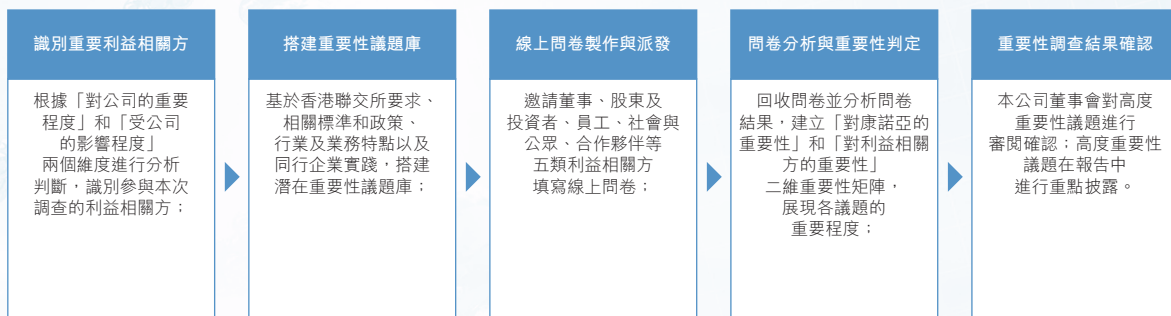 識別重要利益相關方
根據「對公司的重要
程度」和「受公司
的影響程度」
兩個維度進行分析
判斷，識別參與本次
調查的利益相關方；
搭建重要性議題庫
基於香港聯交所要求、
相關標準和政策、
行業及業務特點以及
同行企業實踐，搭建
潛在重要性議題庫；
線上問卷製作與派發
邀請董事、股東及
投資者、員工、社會與
公眾、合作夥伴等
五類利益相關方
填寫線上問卷；
問卷分析與重要性判定
回收問卷並分析問卷
結果，建立「對康諾亞的
重要性」和「對利益相關
方的重要性」
二維重要性矩陣，
展現各議題的
重要程度；
重要性調查結果確認
本公司董事會對高度
重要性議題進行
審閱確認；高度重要性
議題在報告中
進行重點披露。